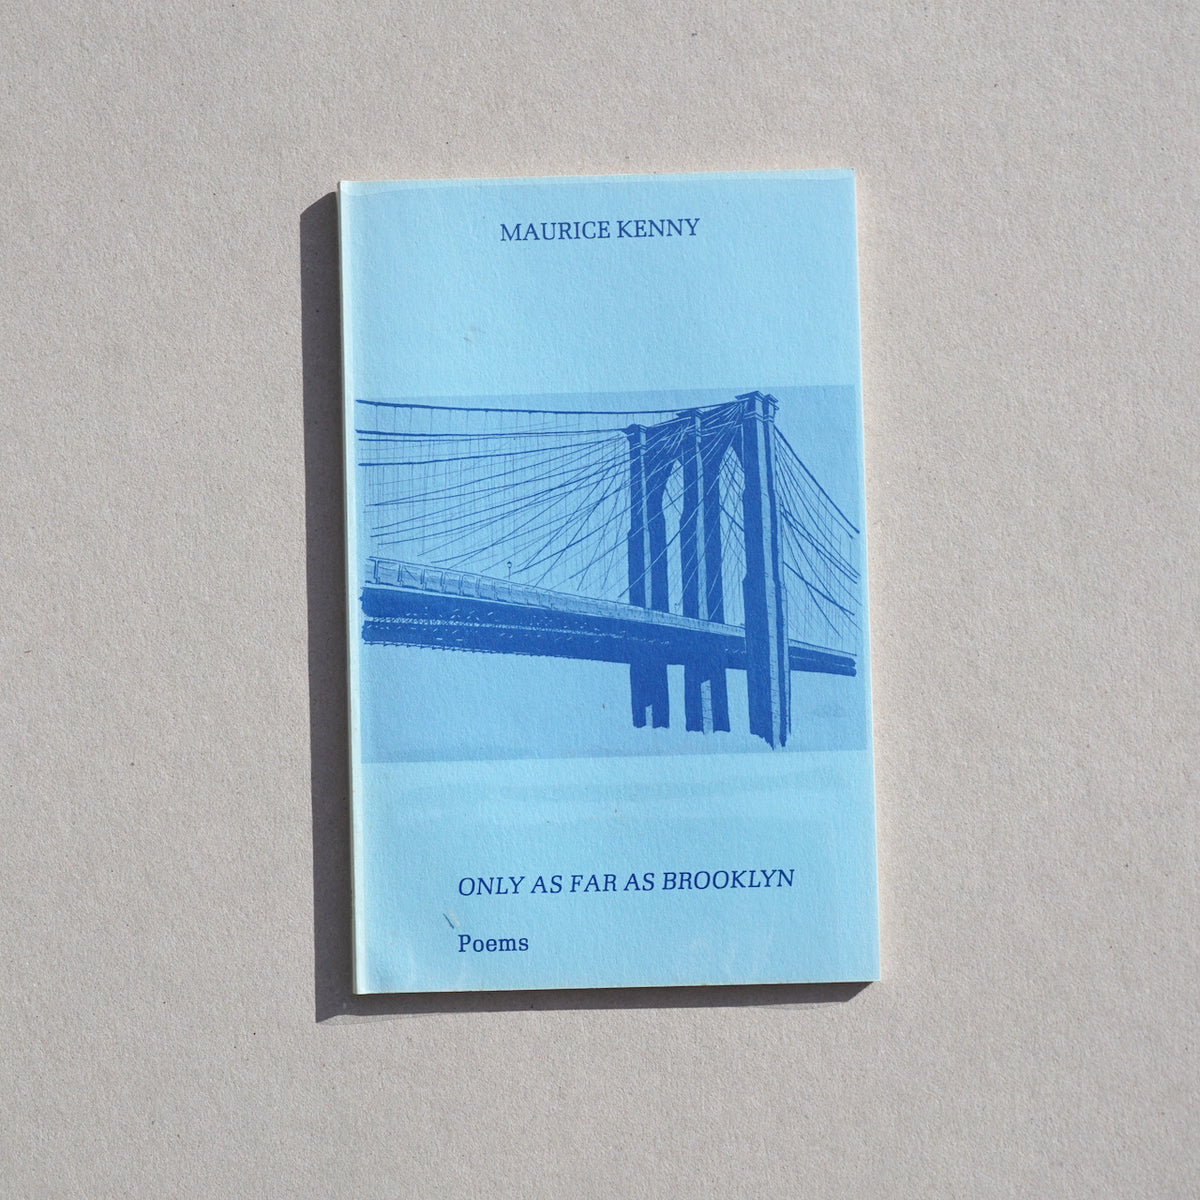 MAURICE KENNY
ONLY AS FAR AS BROOKLYN
Poems